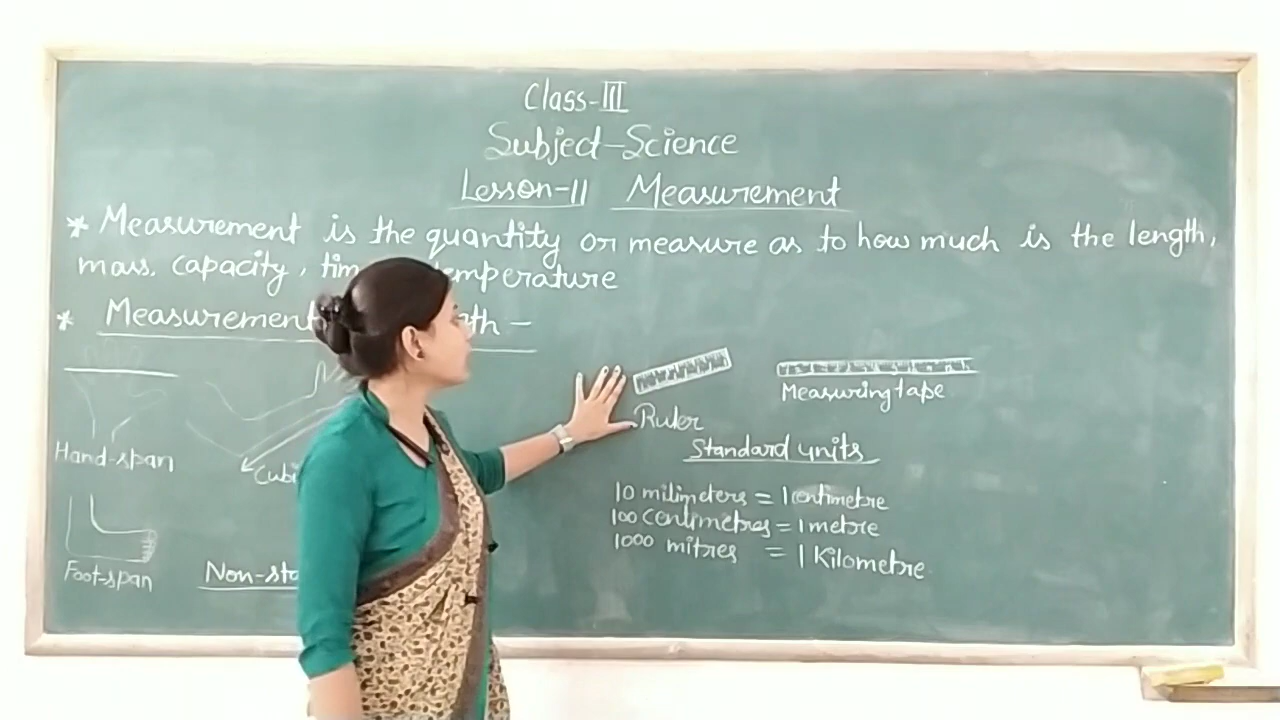 Class-III
Subject-Science
Lesson-11 Measurement
* Measurement is the quantity or measure as to how much is the length,
mass, capacity, temperature
* Measurement
Ruler
Measuring tape
Standard units
Hand-span
10 milimeters = 1 centimetre
100 Centimetres = 1 metre
1000 mitres = 1 Kilometre
Foot-span